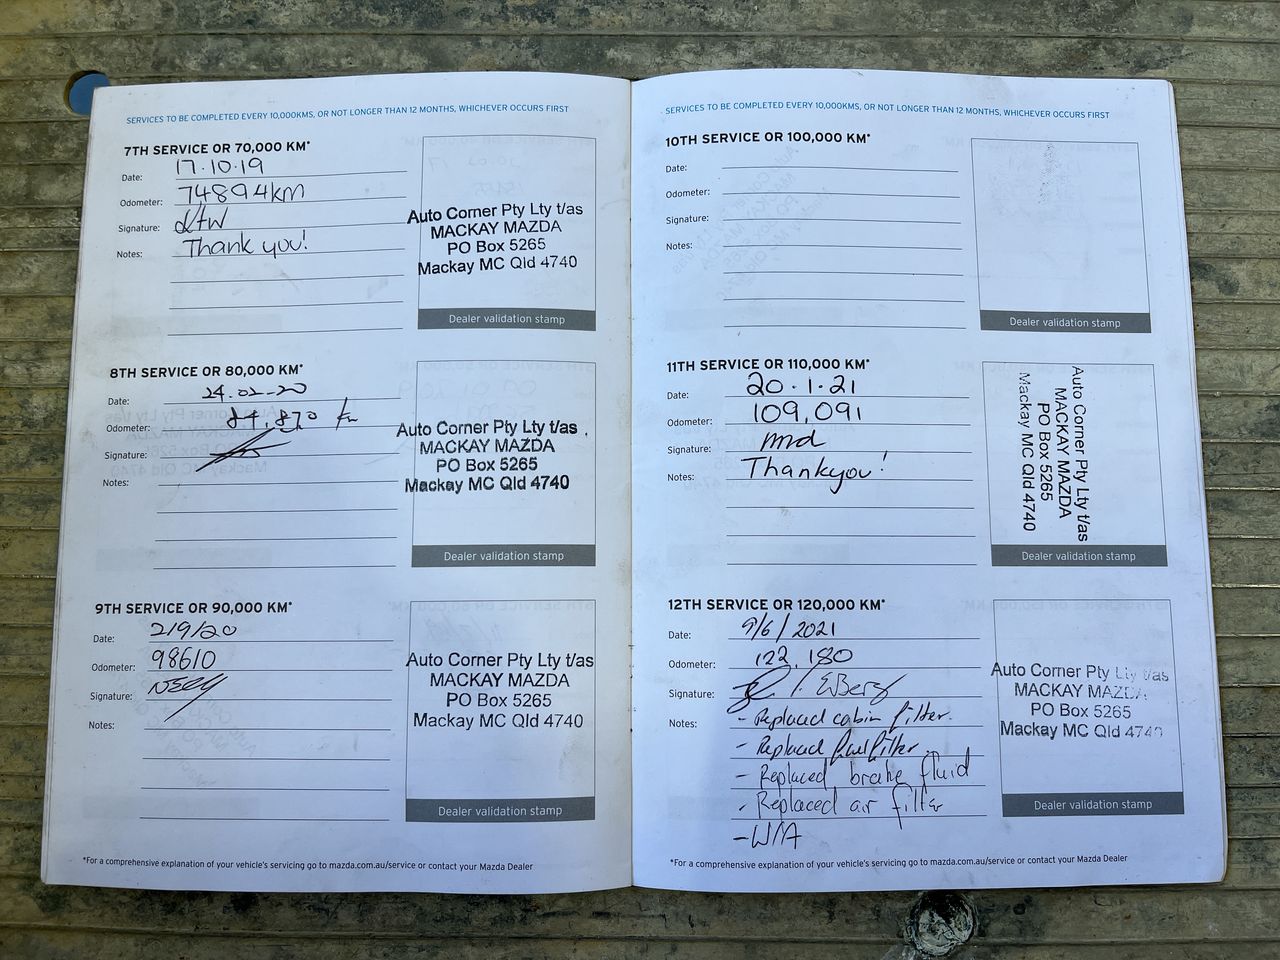 SERVICES TO BE COMPLETED EVERY 10,000KMS, OR NOT LONGER THAN 12 MONTHS, WHICHEVER OCCURS FIRST
7TH SERVICE OR 70,000 KM*
Date: 17.10.19
Odometer: 74894km
Signature:
Notes: Thank you!
Auto Corner Pty Lty t/as
MACKAY MAZDA
PO Box 5265
Mackay MC Qld 4740
Dealer validation stamp
8TH SERVICE OR 80,000 KM*
Date: 24.02-20
Odometer: 84,870 km
Signature:
Notes:
Auto Corner Pty Lty t/as
MACKAY MAZDA
PO Box 5265
Mackay MC Qld 4740
Dealer validation stamp
9TH SERVICE OR 90,000 KM*
Date: 2/9/20
Odometer: 98610
Signature:
Notes:
Auto Corner Pty Lty t/as
MACKAY MAZDA
PO Box 5265
Mackay MC Qld 4740
Dealer validation stamp
*For a comprehensive explanation of your vehicle's servicing go to mazda.com.au/service or contact your Mazda Dealer
SERVICES TO BE COMPLETED EVERY 10,000KMS, OR NOT LONGER THAN 12 MONTHS, WHICHEVER OCCURS FIRST
10TH SERVICE OR 100,000 KM*
Date:
Odometer:
Signature:
Notes:
Dealer validation stamp
11TH SERVICE OR 110,000 KM*
Date: 20.1.21
Odometer: 109,091
Signature:
Notes: Thankyou!
Auto Corner Pty Lty t/as
MACKAY MAZDA
PO Box 5265
Mackay MC Qld 4740
Dealer validation stamp
12TH SERVICE OR 120,000 KM*
Date: 9/6/2021
Odometer: 122,180
Signature:
Notes: - Replaced cabin filter.
- Replaced fuel filter.
- Replaced brake fluid
- Replaced air filter
- W/A
Auto Corner Pty Lty t/as
MACKAY MAZDA
PO Box 5265
Mackay MC Qld 4740
Dealer validation stamp
*For a comprehensive explanation of your vehicle's servicing go to mazda.com.au/service or contact your Mazda Dealer